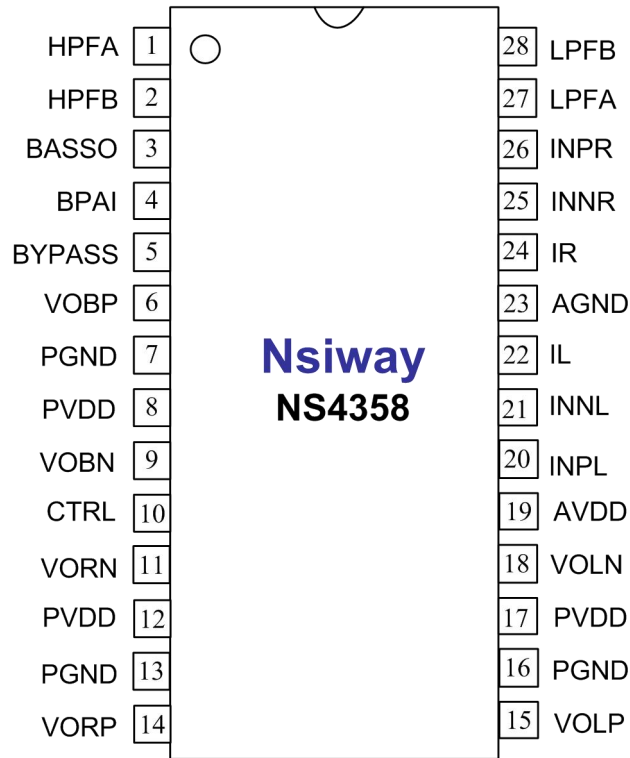 HPFA 1 28 LPFB
HPFB 2 27 LPFA
BASSO 3 26 INPR
BPAI 4 25 INNR
BYPASS 5 24 IR
VOBP 6 23 AGND
PGND 7 Nsiway 22 IL
PVDD 8 NS4358 21 INNL
VOBN 9 20 INPL
CTRL 10 19 AVDD
VORN 11 18 VOLN
PVDD 12 17 PVDD
PGND 13 16 PGND
VORP 14 15 VOLP